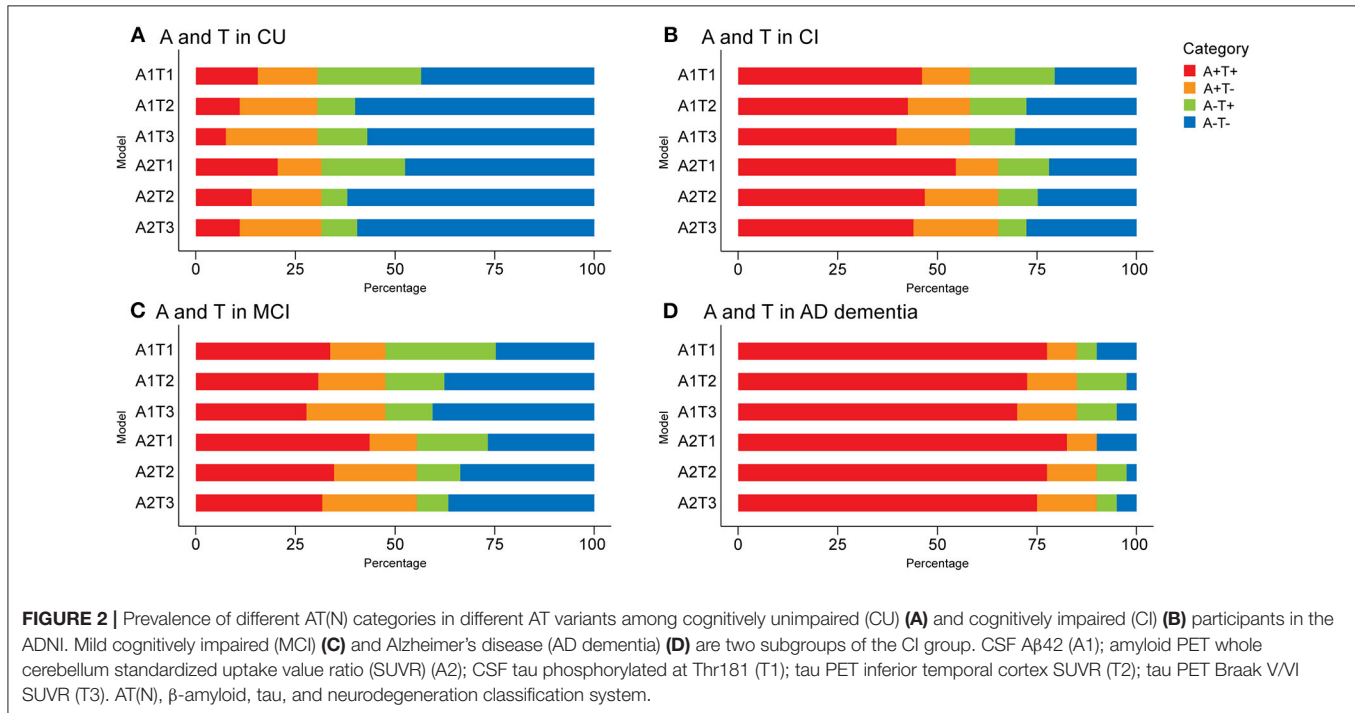 A A and T in CU
Model
A1T1
A1T2
A1T3
A2T1
A2T2
A2T3
0 25 50 75 100
Percentage
B A and T in CI
Model
A1T1
A1T2
A1T3
A2T1
A2T2
A2T3
0 25 50 75 100
Percentage
Category
A+T+
A+T-
A-T+
A-T-
C A and T in MCI
Model
A1T1
A1T2
A1T3
A2T1
A2T2
A2T3
0 25 50 75 100
Percentage
D A and T in AD dementia
Model
A1T1
A1T2
A1T3
A2T1
A2T2
A2T3
0 25 50 75 100
Percentage
FIGURE 2 | Prevalence of different AT(N) categories in different AT variants among cognitively unimpaired (CU) (A) and cognitively impaired (CI) (B) participants in the
ADNI. Mild cognitively impaired (MCI) (C) and Alzheimer's disease (AD dementia) (D) are two subgroups of the CI group. CSF Aβ42 (A1); amyloid PET whole
cerebellum standardized uptake value ratio (SUVR) (A2); CSF tau phosphorylated at Thr181 (T1); tau PET inferior temporal cortex SUVR (T2); tau PET Braak V/VI
SUVR (T3). AT(N), β-amyloid, tau, and neurodegeneration classification system.